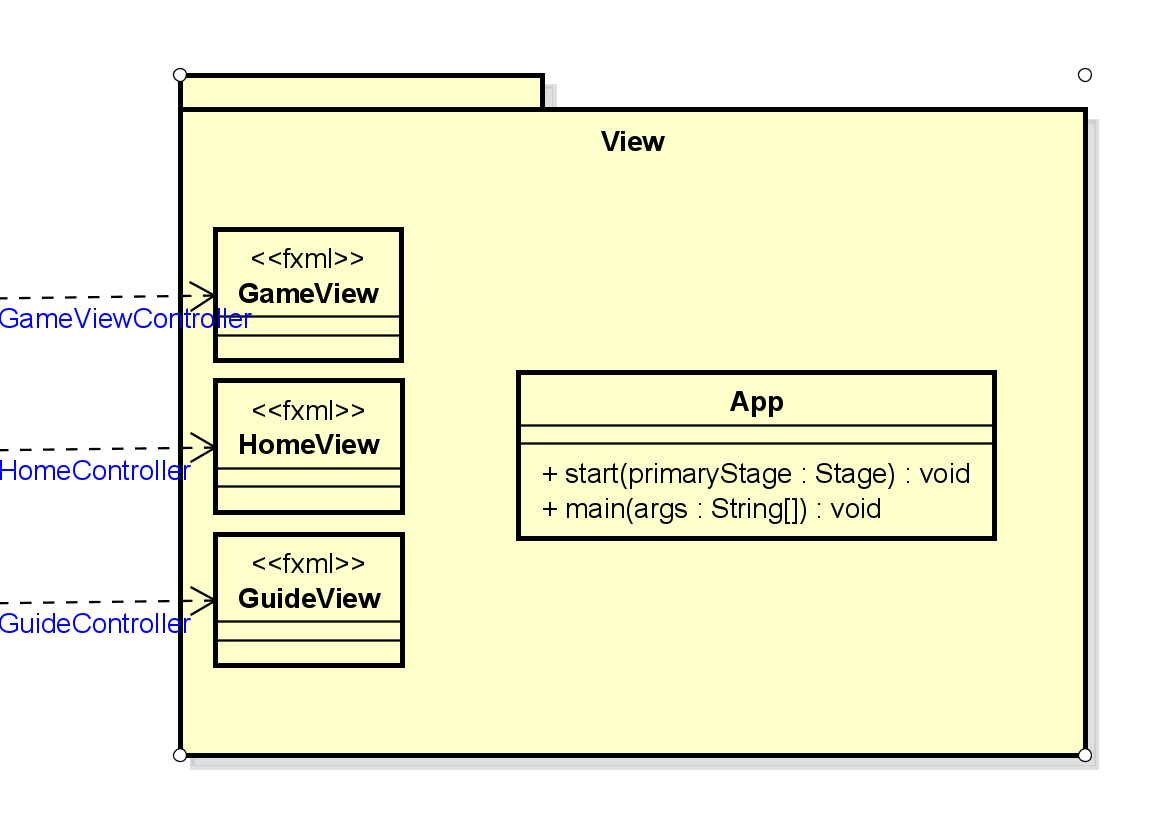 View
<<fxml>>
GameView
GameViewController
<<fxml>>
HomeView
HomeController
<<fxml>>
GuideView
GuideController
App
+ start(primaryStage : Stage) : void
+ main(args : String[]) : void